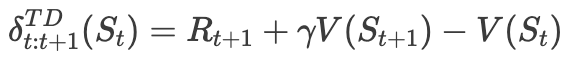 δ^{TD}_{t:t+1}(S_t) = R_{t+1} + γV(S_{t+1}) − V(S_t)